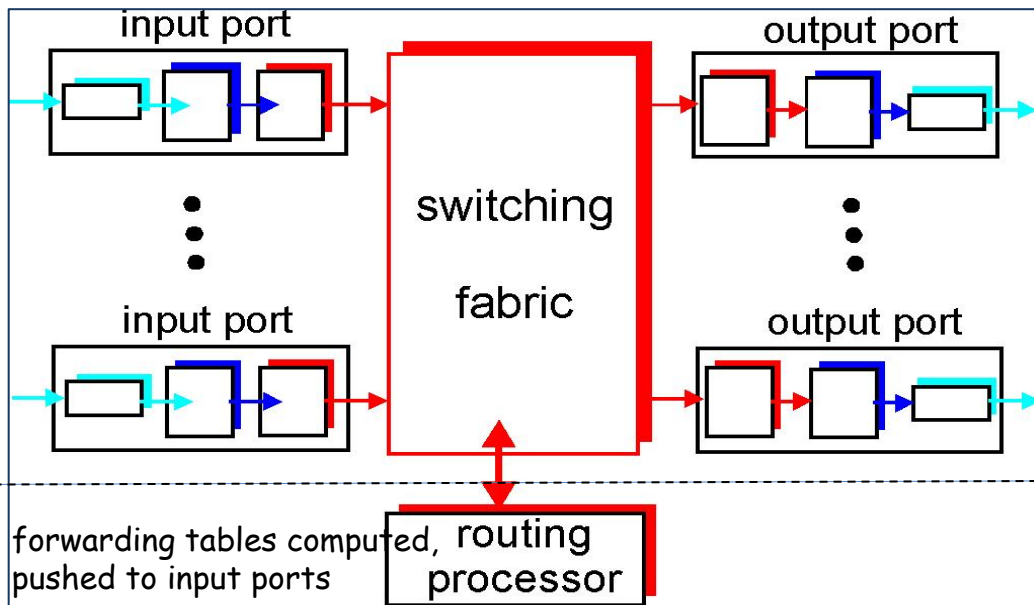 input port
output port
switching
fabric
input port
output port
forwarding tables computed,
pushed to input ports
routing
processor